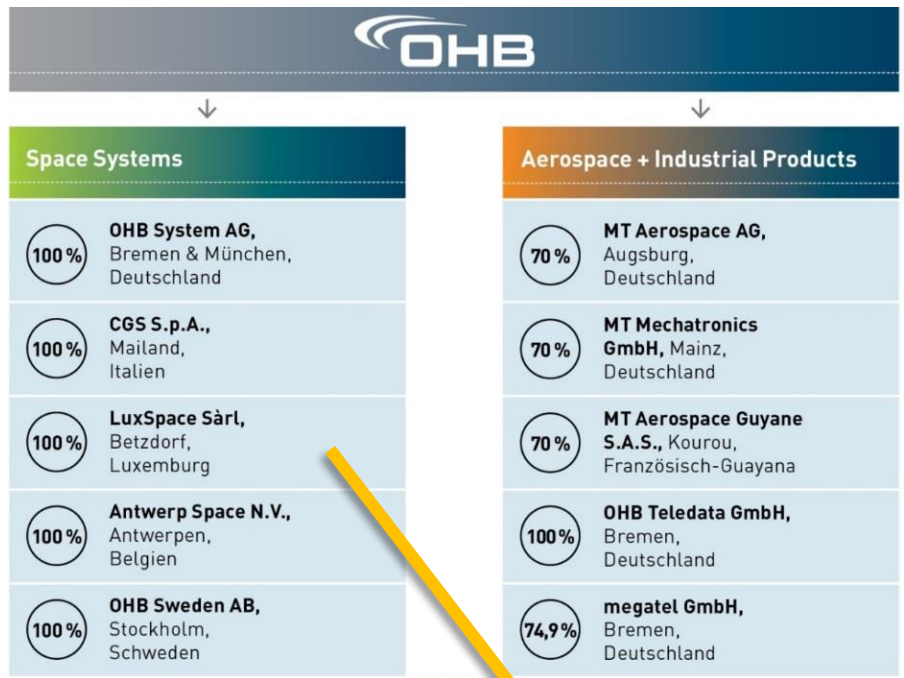 OHB
Space Systems
100%
OHB System AG,
Bremen & München,
Deutschland
100%
CGS S.p.A.,
Mailand,
Italien
100%
LuxSpace Sàrl,
Betzdorf,
Luxemburg
100%
Antwerp Space N.V.,
Antwerpen,
Belgien
100%
OHB Sweden AB,
Stockholm,
Schweden
Aerospace + Industrial Products
70%
MT Aerospace AG,
Augsburg,
Deutschland
70%
MT Mechatronics
GmbH, Mainz,
Deutschland
70%
MT Aerospace Guyane
S.A.S., Kourou,
Französisch-Guayana
100%
OHB Teledata GmbH,
Bremen,
Deutschland
74,9%
megatel GmbH,
Bremen,
Deutschland